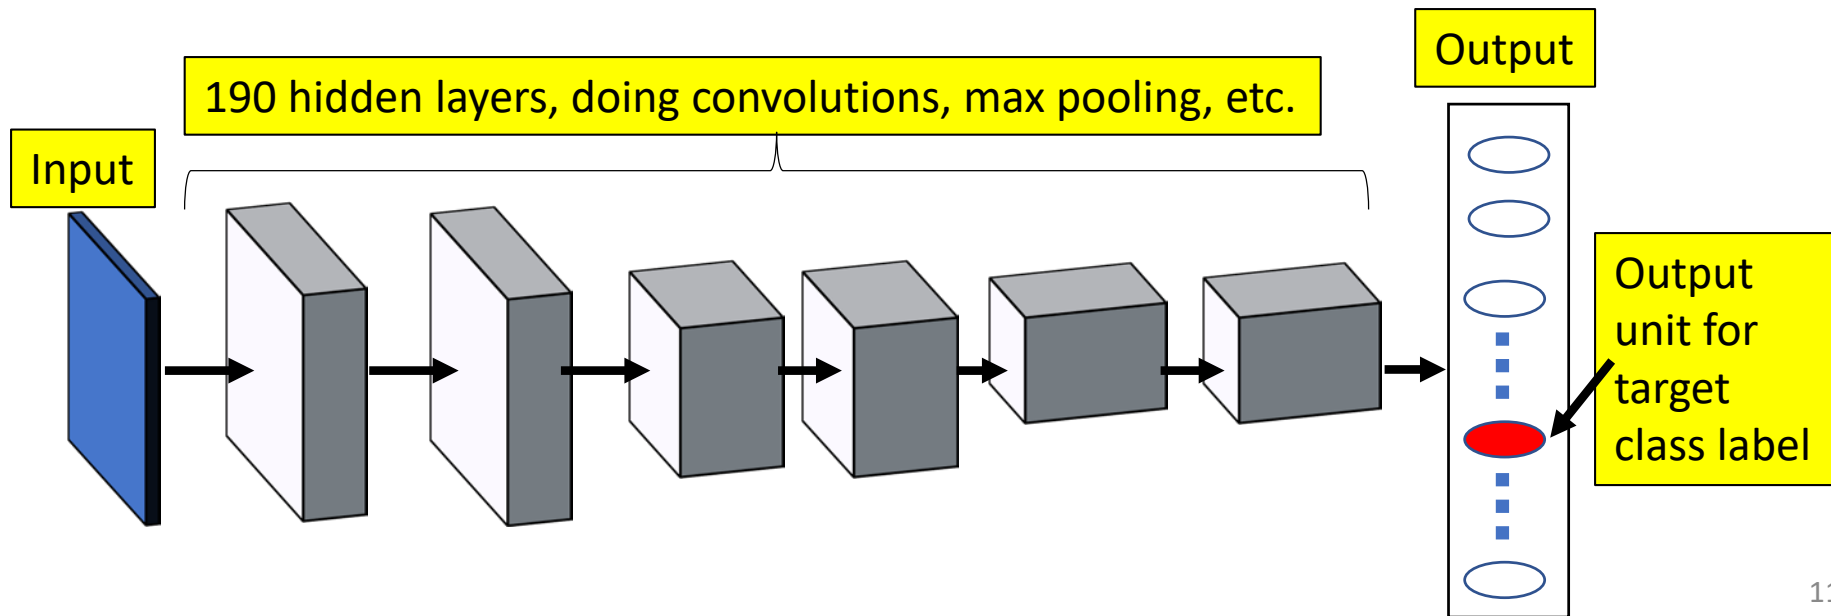 Output
190 hidden layers, doing convolutions, max pooling, etc.
Input
Output
unit for
target
class label